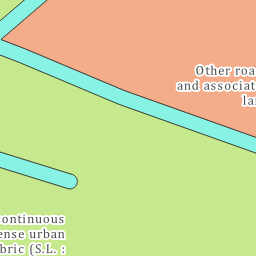 Other roa
and associat
la
ontinuous
ense urban
bric (S.L. :